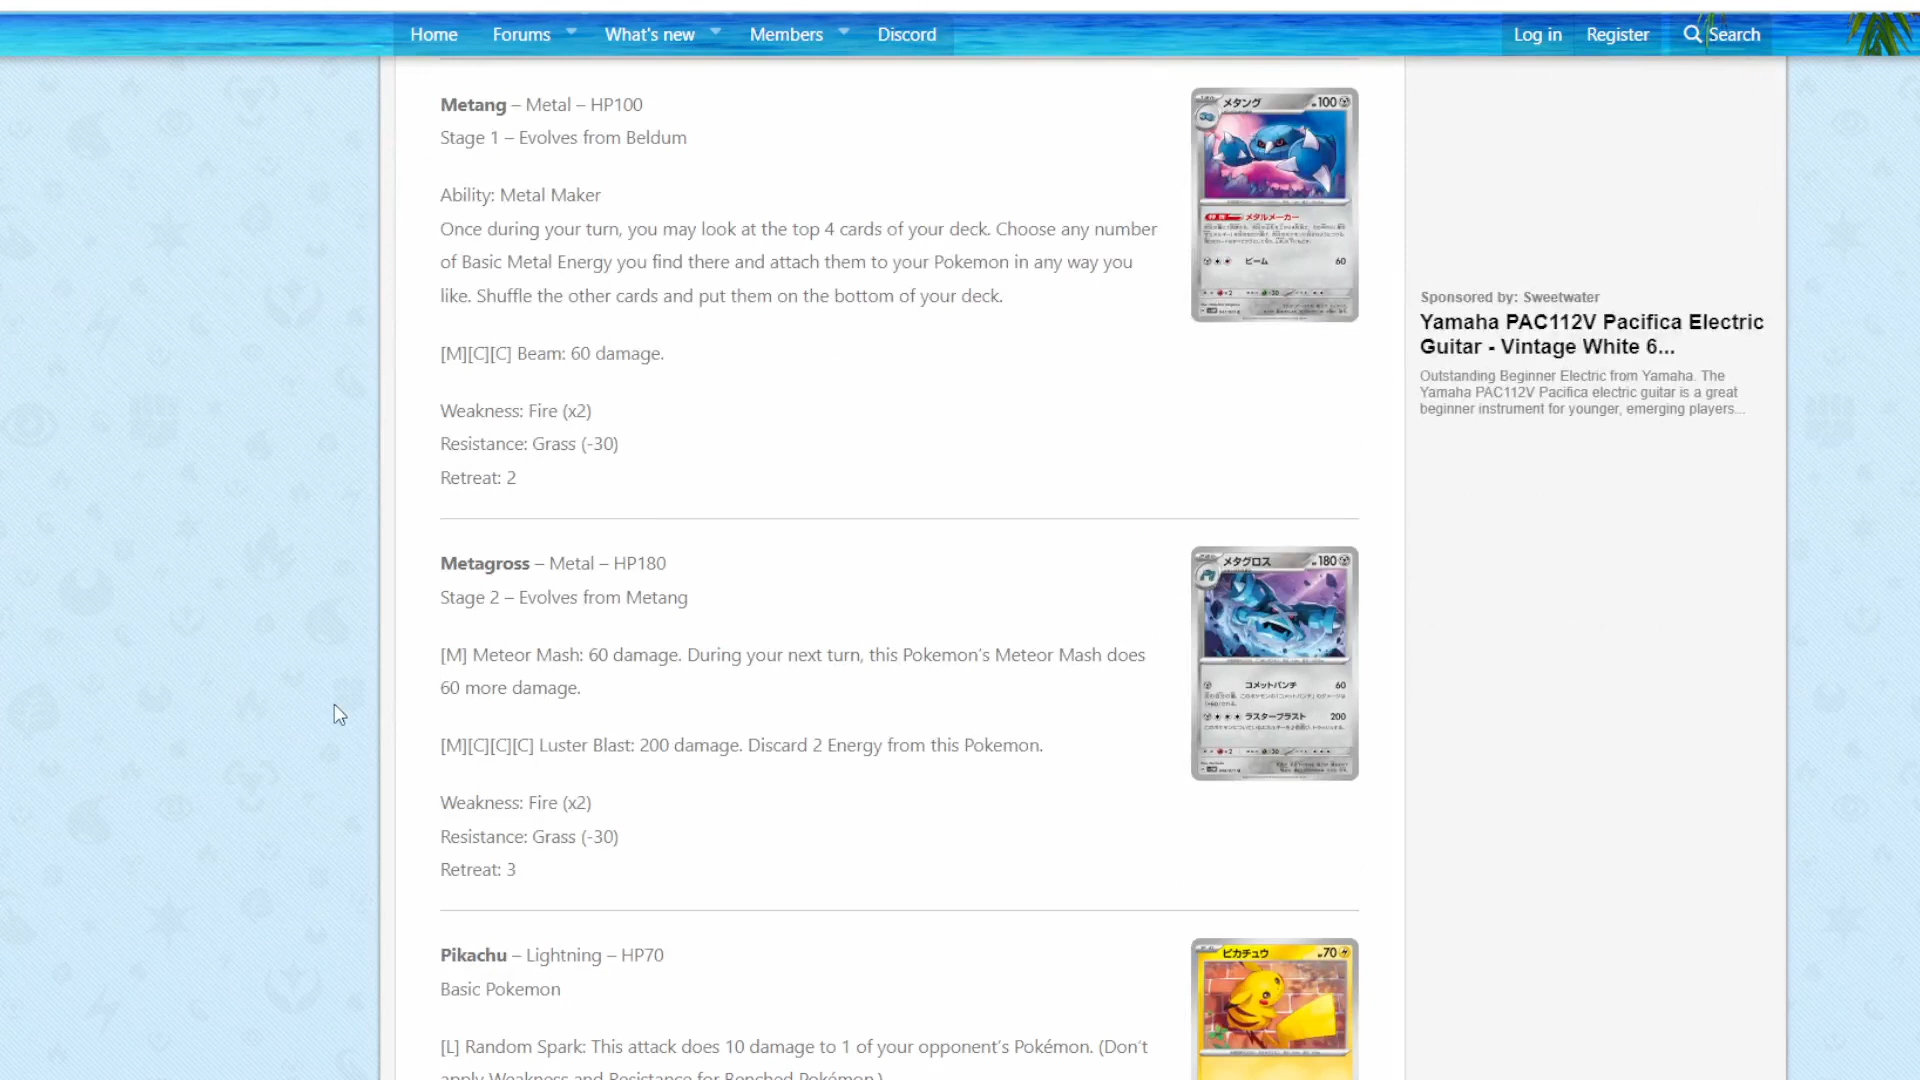 Home Forums What's new Members Discord Log in Register Search
Metang – Metal – HP100
Stage 1 – Evolves from Beldum
Ability: Metal Maker
Once during your turn, you may look at the top 4 cards of your deck. Choose any number
of Basic Metal Energy you find there and attach them to your Pokemon in any way you
like. Shuffle the other cards and put them on the bottom of your deck.
[M][C][C] Beam: 60 damage.
Weakness: Fire (x2)
Resistance: Grass (-30)
Retreat: 2
メタング 100
メタルメーカー
ビーム 60
Sponsored by: Sweetwater
Yamaha PAC112V Pacifica Electric
Guitar - Vintage White 6...
Outstanding Beginner Electric from Yamaha. The
Yamaha PAC112V Pacifica electric guitar is a great
beginner instrument for younger, emerging players...
Metagross – Metal – HP180
Stage 2 – Evolves from Metang
[M] Meteor Mash: 60 damage. During your next turn, this Pokemon's Meteor Mash does
60 more damage.
[M][C][C][C] Luster Blast: 200 damage. Discard 2 Energy from this Pokemon.
Weakness: Fire (x2)
Resistance: Grass (-30)
Retreat: 3
メタグロス 180
コメットパンチ 60
ラスターブラスト 200
Pikachu – Lightning – HP70
Basic Pokemon
[L] Random Spark: This attack does 10 damage to 1 of your opponent's Pokémon. (Don't
apply Weakness and Resistance for Benched Pokémon.)
ピカチュウ 70